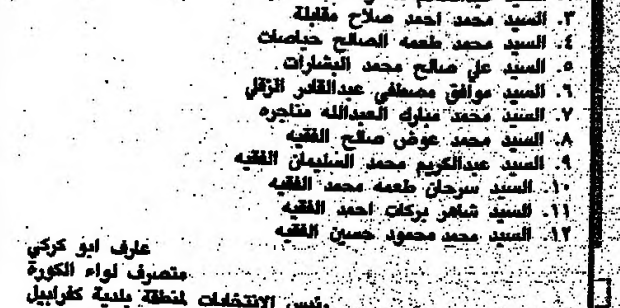 ٣. السيد محمد احمد صلاح مقابلة
٤. السيد محمد طعمه الصالح حياصات
٥. السيد علي صالح محمد البشارات
٦. السيد موافق مصطفى عبدالقادر الزقلي
٧. السيد محمد مبارك العبدالله مناجره
٨. السيد محمد عوض صالح الفقيه
٩. السيد عبدالكريم محمد السليمان الفقيه
١٠. السيد سرحان طعمه محمد الفقيه
١١. السيد شاهر بركات احمد الفقيه
١٢. السيد محمد محمود حسين الفقيه
عارف ابو كركي
متصرف لواء الكورة
رئيس الانتخابات لمنطقة بلدية كفرابيل